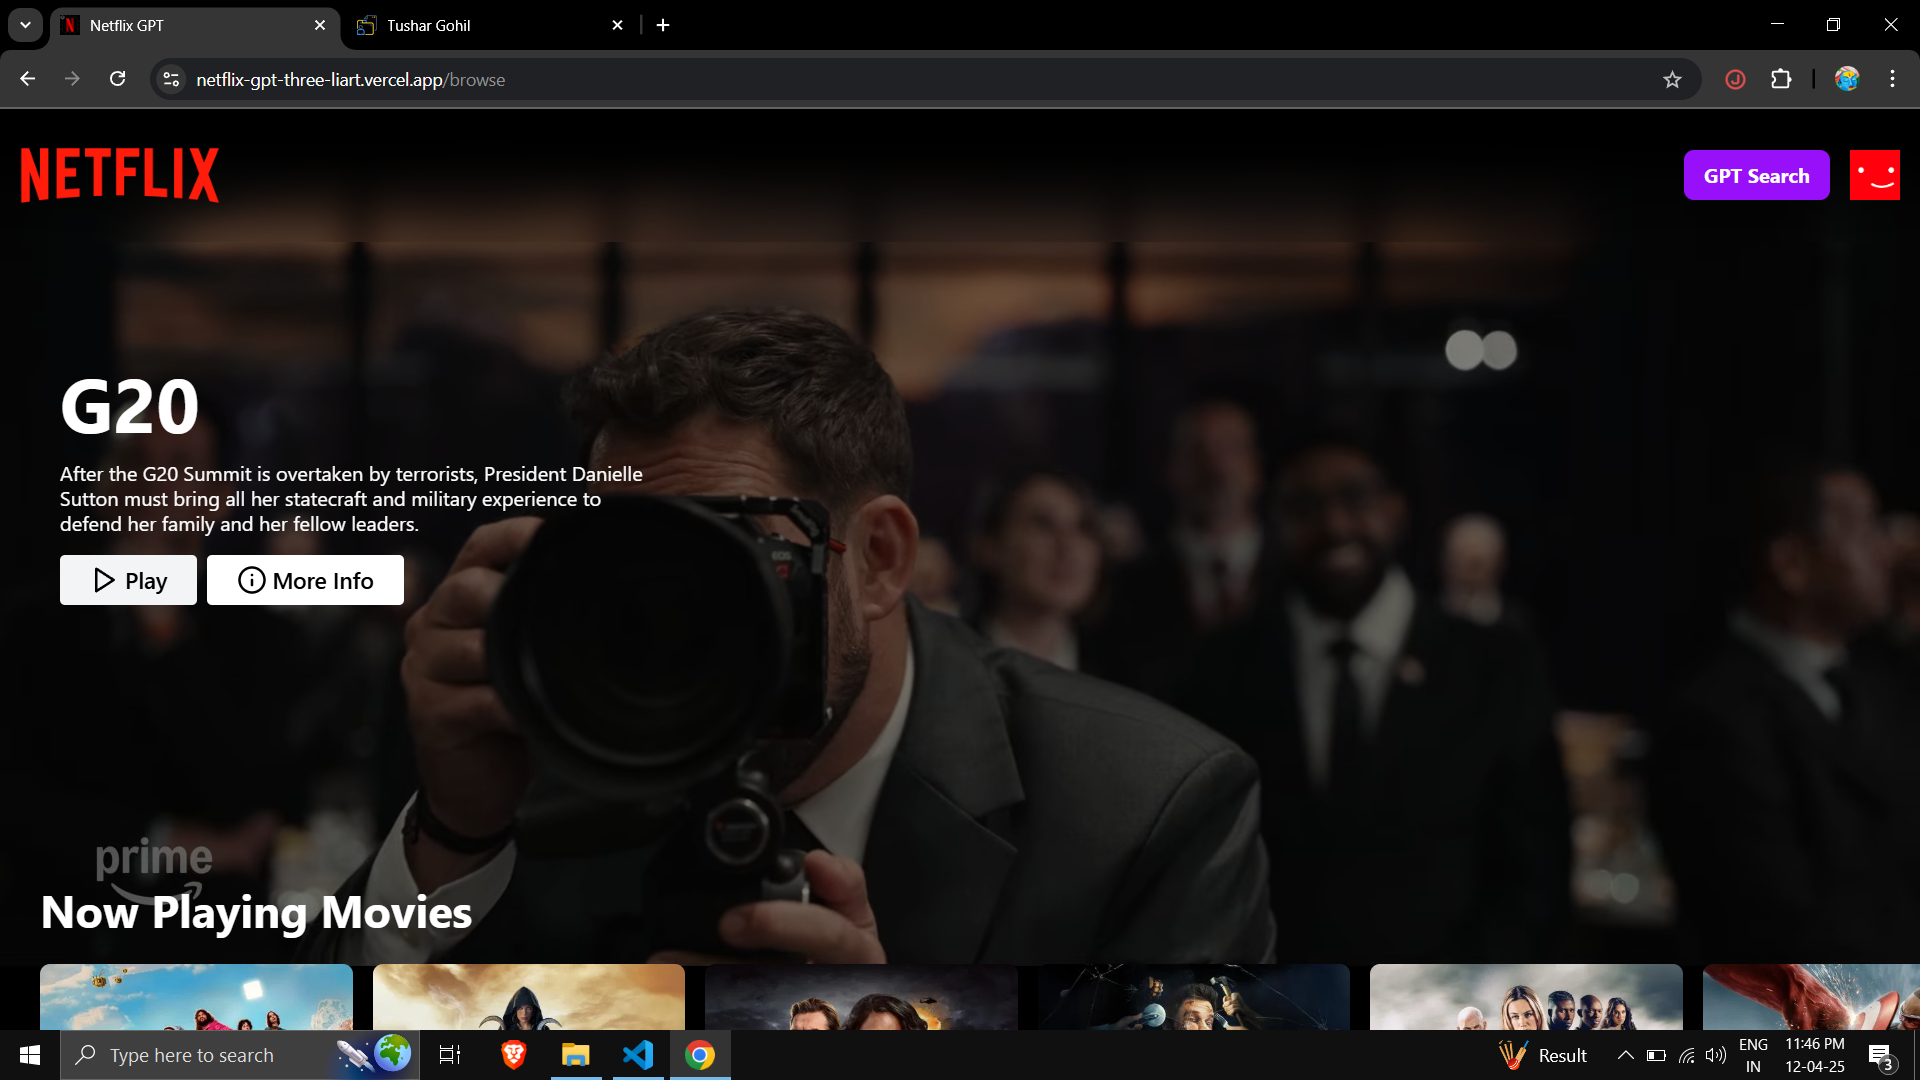 Netflix GPT
Tushar Gohil
netflix-gpt-three-liart.vercel.app/browse
NETFLIX
GPT Search
G20
After the G20 Summit is overtaken by terrorists, President Danielle
Sutton must bring all her statecraft and military experience to
defend her family and her fellow leaders.
Play
More Info
EOS
prime
Now Playing Movies
Type here to search
Result
ENG
IN
11:46 PM
12-04-25
3